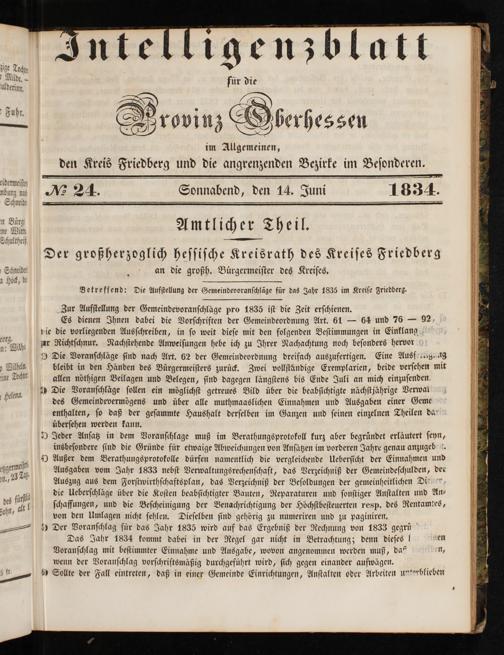 Intelligenzblatt
für die
Provinz Oberhessen
im Allgemeinen,
den Kreis Friedberg und die angrenzenden Bezirke im Besonderen.
№ 24. Sonnabend, den 14. Juni 1834.
Amtlicher Theil.
Der großherzoglich hessische Kreisrath des Kreises Friedberg
an die großh. Bürgermeister des Kreises.
Betreffend: Die Aufstellung der Gemeindevoranschläge für das Jahr 1835 im Kreise Friedberg.
Zur Aufstellung der Gemeindevoranschläge pro 1835 ist die Zeit erschienen.
Es dienen Ihnen dabei die Vorschriften der Gemeindeordnung Art. 61 — 64 und 76 — 92,
die vorliegenden Ausschreiben, in so weit diese mit den folgenden Bestimmungen in Einklang
zur Richtschnur. Nachstehende Anweisungen hebe ich zu Ihrer Nachachtung noch besonders hervor
Die Voranschläge sind nach Art. 62 der Gemeindeordnung dreifach auszufertigen. Eine
bleibt in den Händen des Bürgermeisters zurück. Zwei vollständige Exemplarien, beide versehen mit
allen nöthigen Beilagen und Belegen, sind dagegen längstens bis Ende Juli an mich einzusenden.
Die Voranschläge sollen ein möglichst getreues Bild über die beabsichtigte nächstjährige
des Gemeindevermögens und über alle muthmaaslichen Einnahmen und Ausgaben einer
enthalten, so daß der gesammte Haushalt derselben im Ganzen und seinen einzelnen Theilen
übersehen werden kann.
Jeder Ansatz in dem Voranschlage muß im Berathungsprotokoll kurz aber begründet erläutert seyn,
insbesondere sind die Gründe für etwaige Abweichungen von Ansätzen im vorderen Jahre genau
Außer dem Berathungsprotokolle dürfen namentlich die vergleichende Uebersicht der Einnahmen und
Ausgaben vom Jahr 1833 nebst Verwaltungsrechenschaft, das Verzeichniß der Gemeindeschulden, der
Auszug aus dem Forstwirthschaftsplan, das Verzeichniß der Besoldungen der gemeinheitlichen Diener,
die Ueberschläge über die Kosten beabsichtigter Bauten, Reparaturen und sonstigen Anstalten und
schaffungen, und die Bescheinigung der Benachrichtigung der Höchstbesteuerten resp. des Rentamtes,
von den Umlagen nicht fehlen. Dieselben sind gehörig zu numeriren und zu paginiren.
Der Voranschlag für das Jahr 1835 wird auf das Ergebniß der Rechnung von 1833
Das Jahr 1834 kommt dabei in der Regel gar nicht in Betrachtung; denn dieses
Voranschlag mit bestimmter Einnahme und Ausgabe, wovon angenommen werden muß, daß
wenn der Voranschlag vorschriftsmäßig durchgeführt wird, sich gegen einander aufwägen.
Sollte der Fall eintreten, daß in einer Gemeinde Einrichtungen, Anstalten oder Arbeiten unterblieben